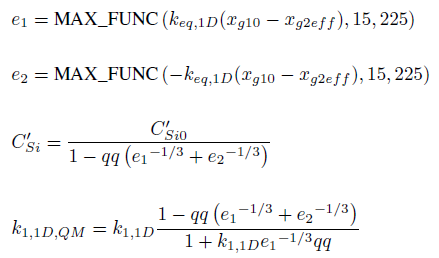 e_1 = MAX_FUNC (k_{eq,1D}(x_{g10} − x_{g2eff}), 15, 225)
e_2 = MAX_FUNC (−k_{eq,1D}(x_{g10} − x_{g2eff}), 15, 225)
C'_{Si} = \frac{C'_{Si0}}{1 − qq (e_1^{−1/3} + e_2^{−1/3})}
k_{1,1D,QM} = k_{1,1D} \frac{1 − qq (e_1^{−1/3} + e_2^{−1/3})}{1 + k_{1,1D} e_1^{−1/3} qq}